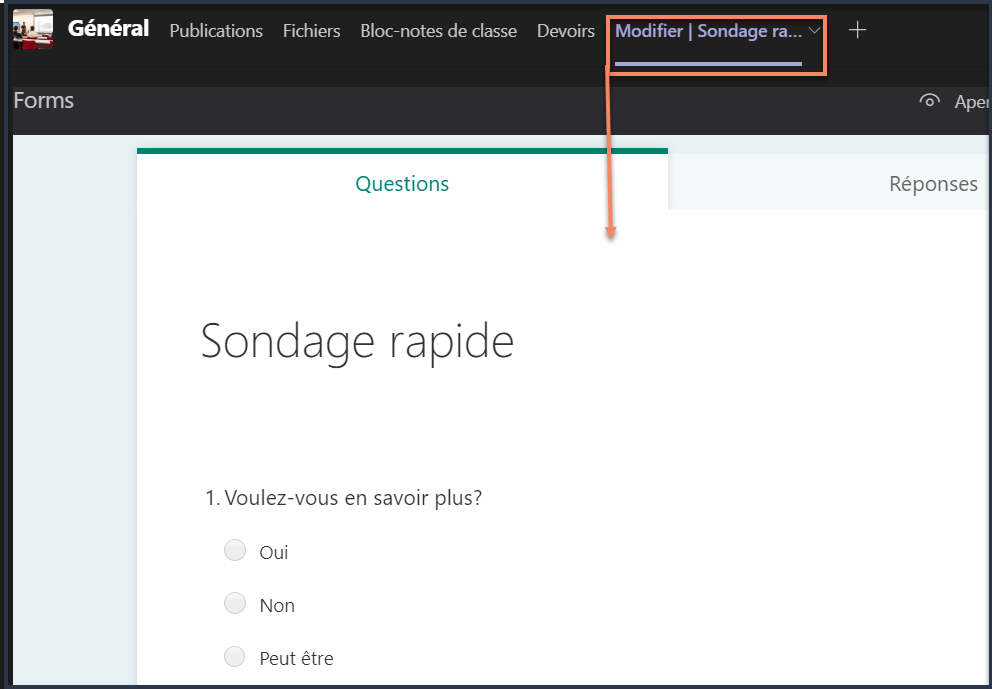 Général Publications Fichiers Bloc-notes de classe Devoirs Modifier | Sondage ra...
Forms
Questions Réponses
Sondage rapide
1. Voulez-vous en savoir plus?
Oui
Non
Peut être